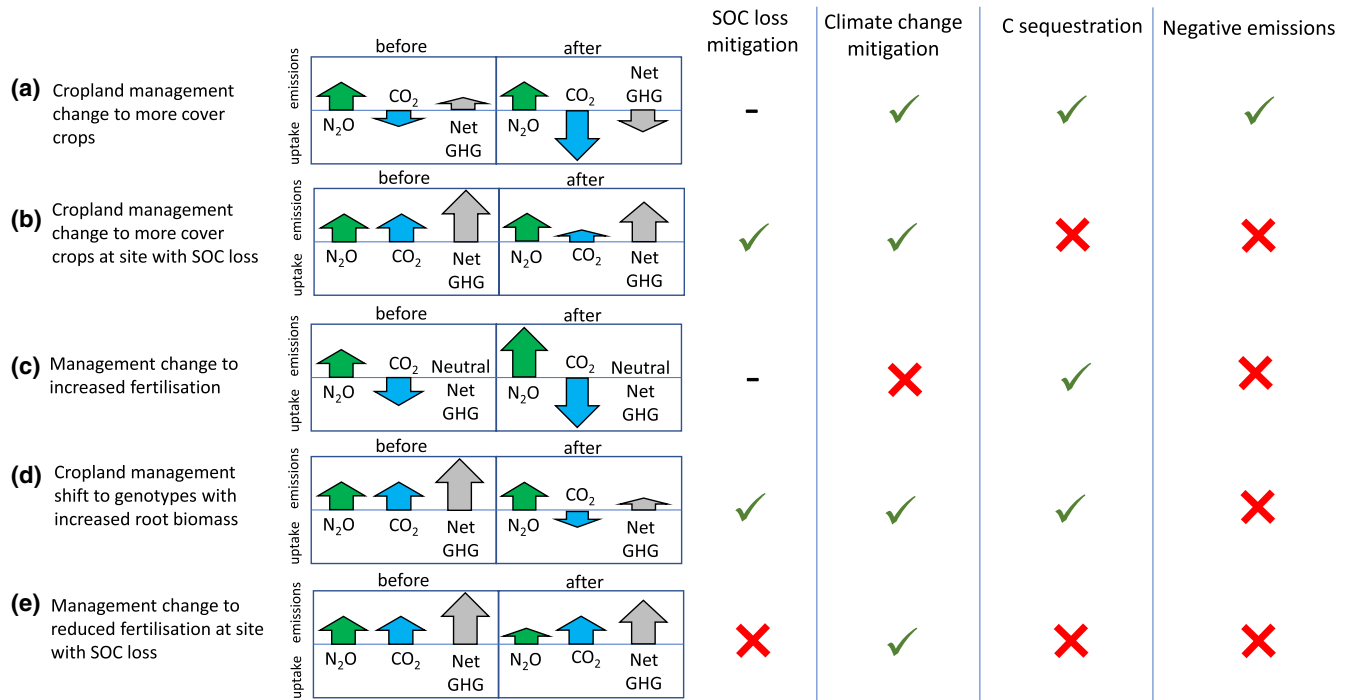 SOC loss
mitigation
Climate change
mitigation
C sequestration
Negative emissions
(a) Cropland management
change to more cover
crops
before
after
emissions
uptake
N₂O
CO₂
Net
GHG
N₂O
CO₂
Net
GHG
-
(b) Cropland management
change to more cover
crops at site with SOC loss
before
after
emissions
uptake
N₂O
CO₂
Net
GHG
N₂O
CO₂
Net
GHG
(c) Management change to
increased fertilisation
before
after
emissions
uptake
N₂O
CO₂
Neutral
Net
GHG
N₂O
CO₂
Neutral
Net
GHG
-
(d) Cropland management
shift to genotypes with
increased root biomass
before
after
emissions
uptake
N₂O
CO₂
Net
GHG
N₂O
CO₂
Net
GHG
(e) Management change to
reduced fertilisation at site
with SOC loss
before
after
emissions
uptake
N₂O
CO₂
Net
GHG
N₂O
CO₂
Net
GHG